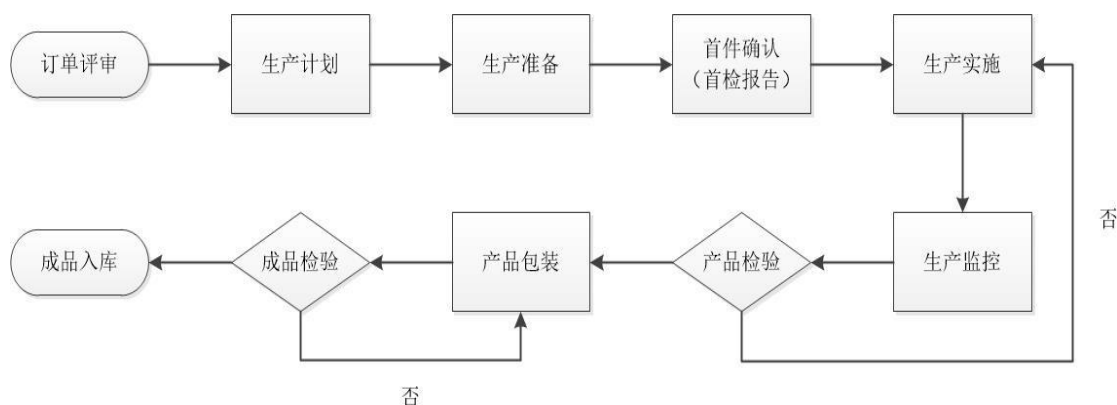 订单评审
生产计划
生产准备
首件确认
（首检报告）
生产实施
否
成品入库
成品检验
产品包装
产品检验
生产监控
否